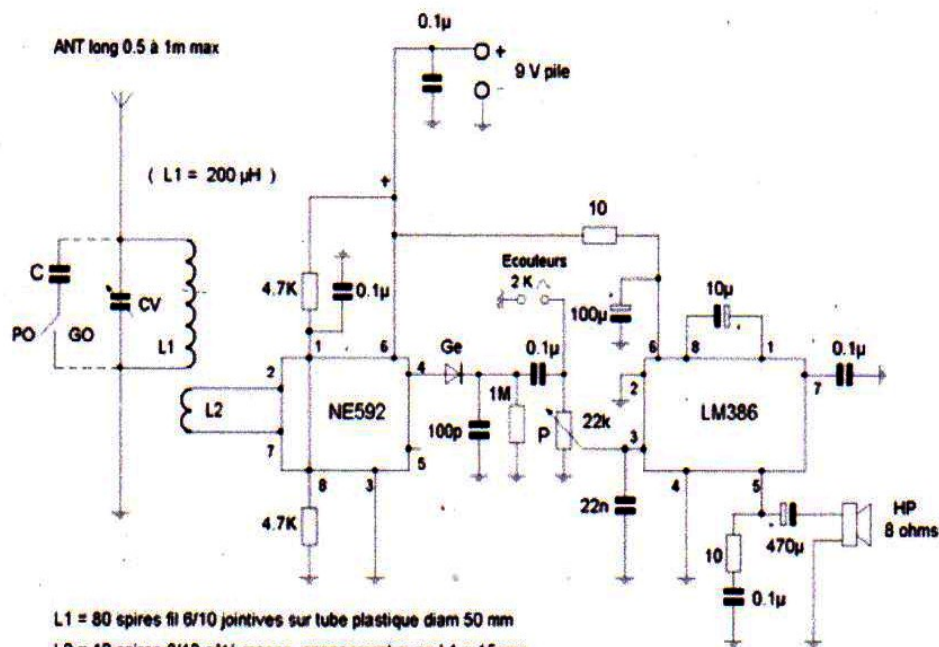 ANT long 0.5 à 1m max
0.1µ
+
9 V pile
-
( L1 = 200 µH )
+
10
Ecouteurs
2 K
C
CV
4.7K
0.1µ
100µ
10µ
PO
GO
L1
1
6
Ge
0.1µ
6
8
1
0.1µ
2
4
2
7
L2
NE592
1M
22k
LM386
7
100p
P
3
5
8
3
22n
4
5
4.7K
HP
8 ohms
10
470µ
0.1µ
L1 = 80 spires fil 6/10 jointives sur tube plastique diam 50 mm